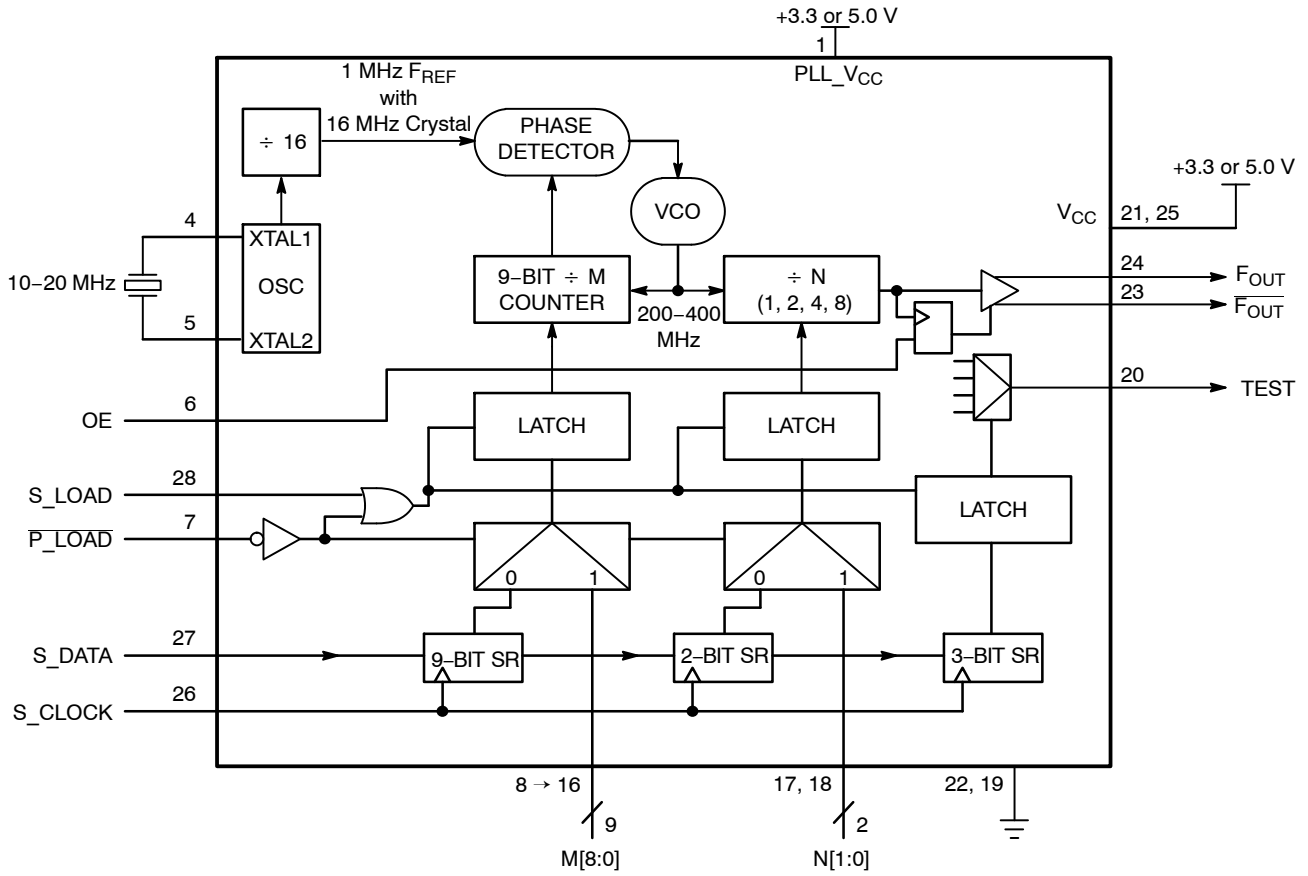 +3.3 or 5.0 V
1
PLL_VCC
1 MHz FREF
with
16 MHz Crystal
÷ 16
PHASE
DETECTOR
VCO
+3.3 or 5.0 V
VCC
21, 25
4
XTAL1
10−20 MHz
OSC
5
XTAL2
9−BIT ÷ M
COUNTER
200−400
MHz
÷ N
(1, 2, 4, 8)
24
FOUT
23
FOUT
20
TEST
OE
6
LATCH
LATCH
S_LOAD
28
P_LOAD
7
LATCH
0
1
0
1
S_DATA
27
9−BIT SR
2−BIT SR
3−BIT SR
S_CLOCK
26
8 → 16
17, 18
22, 19
9
2
M[8:0]
N[1:0]